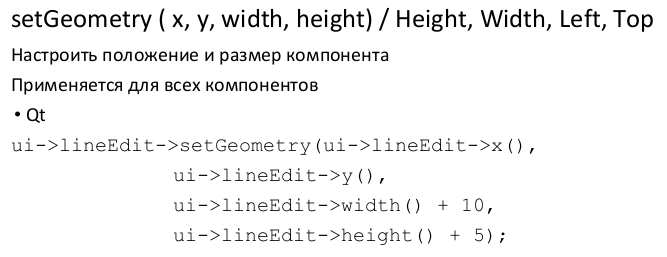 setGeometry ( x, y, width, height) / Height, Width, Left, Top
Настроить положение и размер компонента
Применяется для всех компонентов
• Qt
ui->lineEdit->setGeometry(ui->lineEdit->x(),
ui->lineEdit->y(),
ui->lineEdit->width() + 10,
ui->lineEdit->height() + 5);